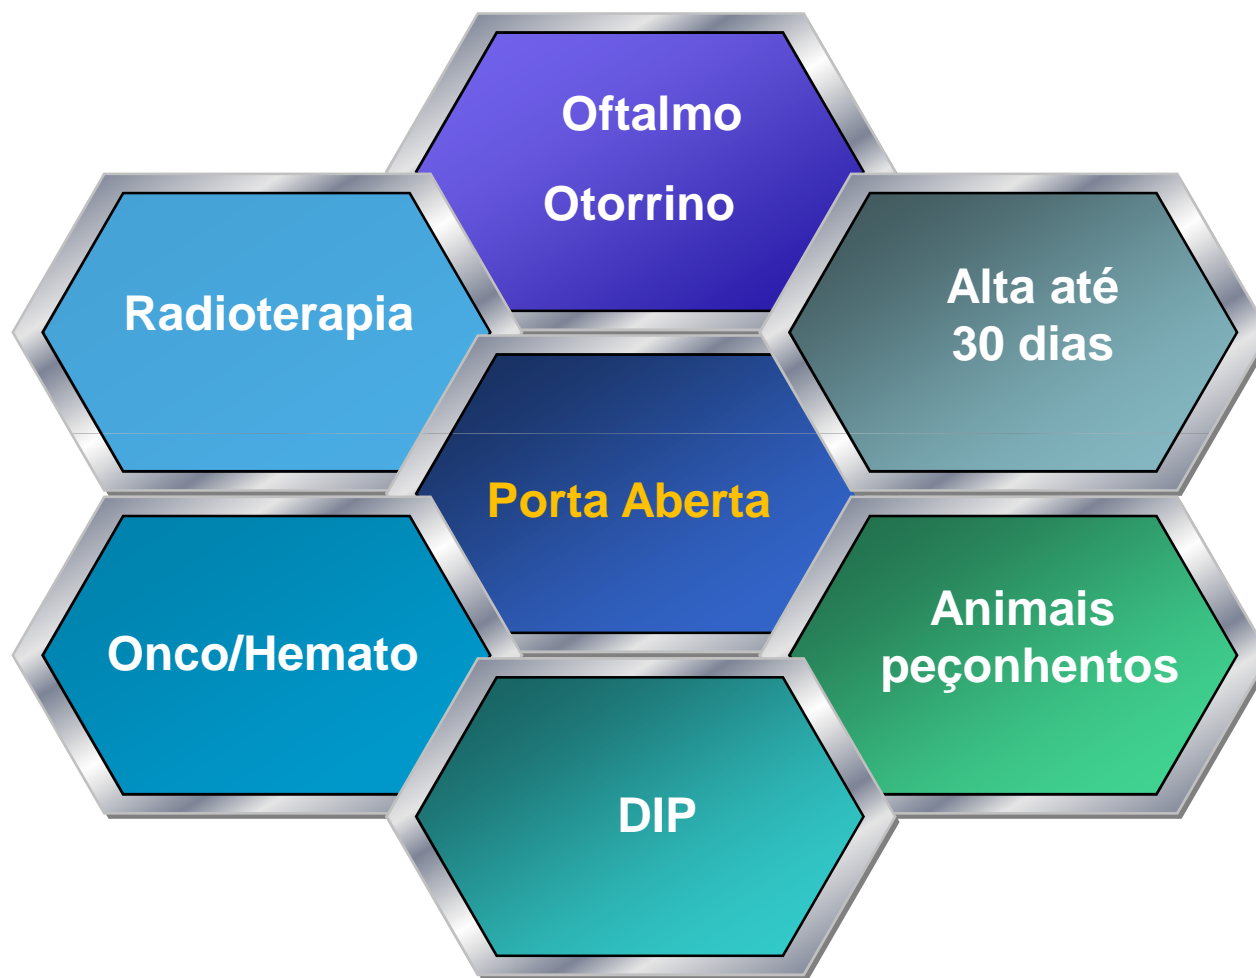 Oftalmo
Otorrino
Radioterapia
Alta até
30 dias
Porta Aberta
Onco/Hemato
Animais
peçonhentos
DIP